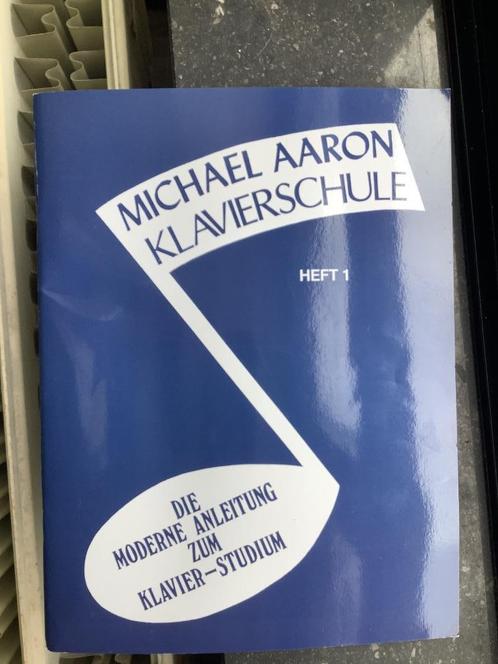 MICHAEL AARON
KLAVIERSCHULE
HEFT 1
DIE
MODERNE ANLEITUNG
ZUM
KLAVIER-STUDIUM